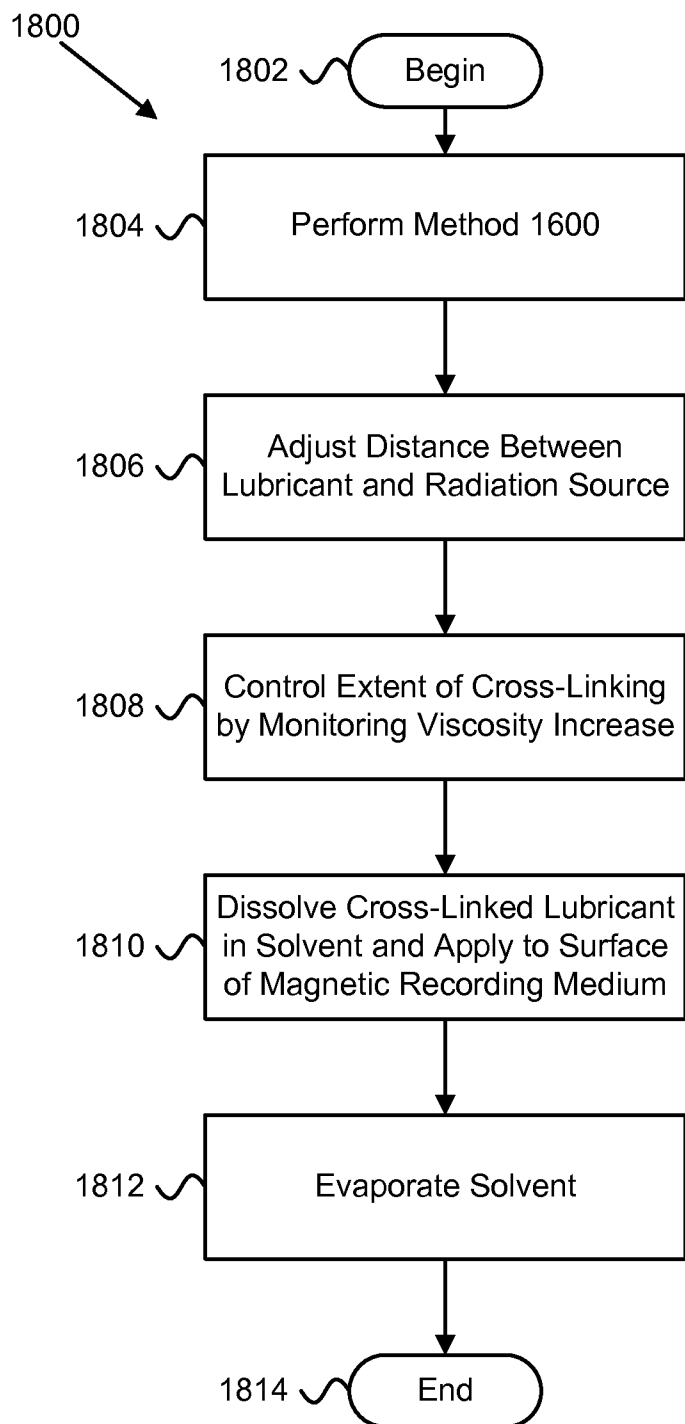 1800
1802
Begin
1804
Perform Method 1600
1806
Adjust Distance Between
Lubricant and Radiation Source
1808
Control Extent of Cross-Linking
by Monitoring Viscosity Increase
1810
Dissolve Cross-Linked Lubricant
in Solvent and Apply to Surface
of Magnetic Recording Medium
1812
Evaporate Solvent
1814
End